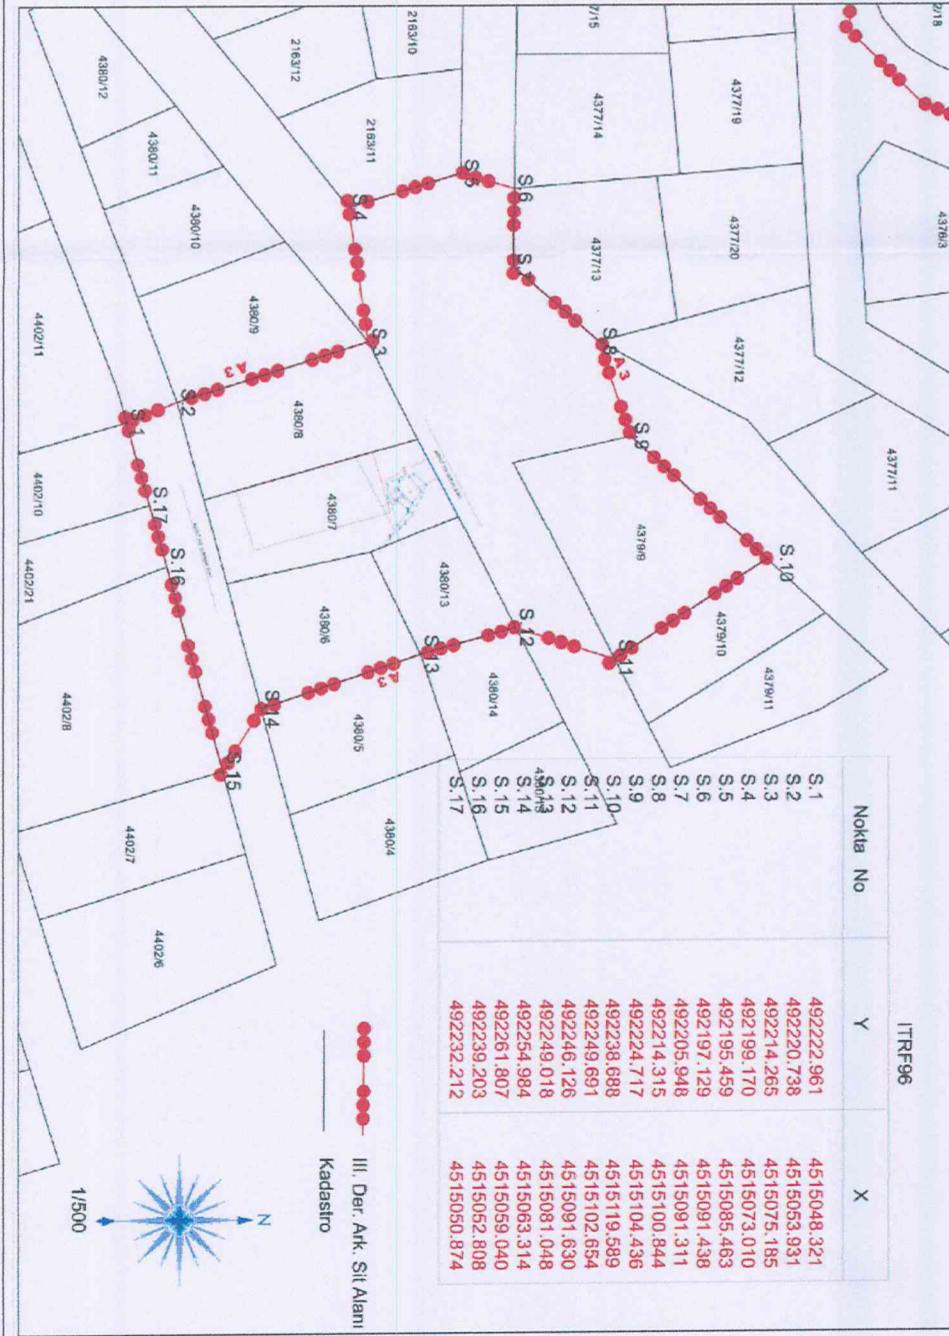 ITRF96
Nokta No Y X
S.1 492222.961 4515048.321
S.2 492220.738 4515053.931
S.3 492214.265 4515075.185
S.4 492199.170 4515073.010
S.5 492195.459 4515085.463
S.6 492197.129 4515091.438
S.7 492205.948 4515091.311
S.8 492214.315 4515100.844
S.9 492224.717 4515104.436
S.10 492238.688 4515119.589
S.11 492249.691 4515102.654
S.12 492246.126 4515091.630
S.13 492249.018 4515081.048
S.14 492254.984 4515063.314
S.15 492261.807 4515059.040
S.16 492239.203 4515052.808
S.17 492232.212 4515050.874
III. Der. Ark. Sit Alanı
Kadastro
N
1/500
7/15
4377/14
4377/19
4377/20
4377/13
4377/12
4377/11
4379/9
4379/10
4379/11
2163/10
2163/12
2163/11
4380/12
4380/11
4380/10
4380/9
4380/8
4380/7
4380/6
4380/13
4380/14
4380/5
4380/4
4402/11
4402/10
4402/21
4402/8
4402/7
4402/6
S.1
S.2
S.3
S.4
S.5
S.6
S.7
S.8
S.9
S.10
S.11
S.12
S.13
S.14
S.15
S.16
S.17
A 3
A 3
A 3